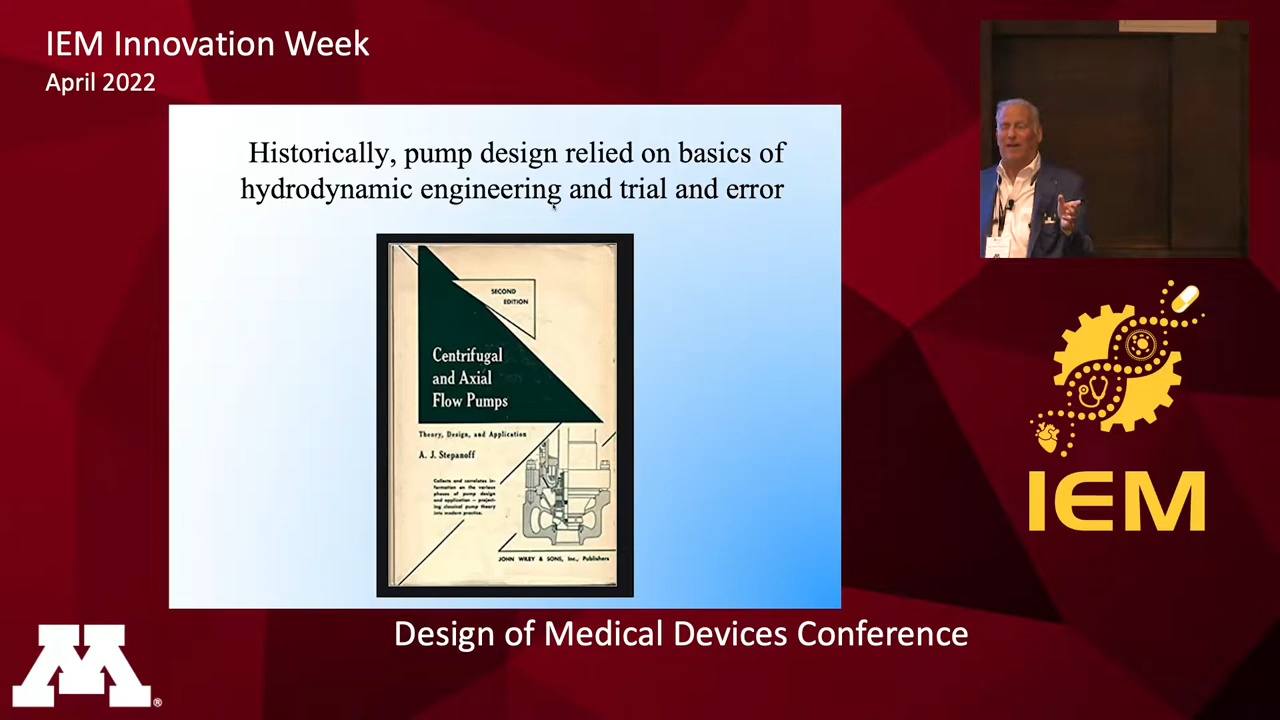 IEM Innovation Week
April 2022
Historically, pump design relied on basics of
hydrodynamic engineering and trial and error
SECOND
EDITION
Centrifugal
and Axial
Flow Pumps
Theory, Design, and Application
A. J. Stepanoff
Collects and correlates in-
formation on the various
phases of pump design
and application — project-
ing classical pump theory
into modern practice.
JOHN WILEY & SONS, Inc., Publishers
IEM
Design of Medical Devices Conference
M®